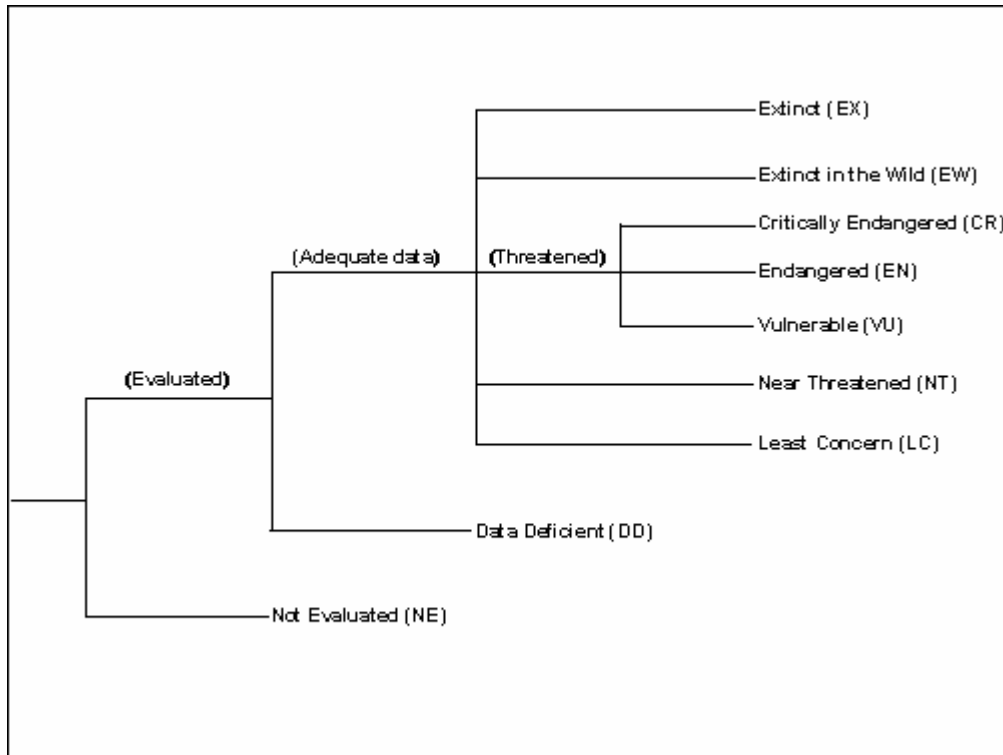 Extinct (EX)
Extinct in the Wild (EW)
Critically Endangered (CR)
(Adequate data)
(Threatened)
Endangered (EN)
Vulnerable (VU)
(Evaluated)
Near Threatened (NT)
Least Concern (LC)
Data Deficient (DD)
Not Evaluated (NE)